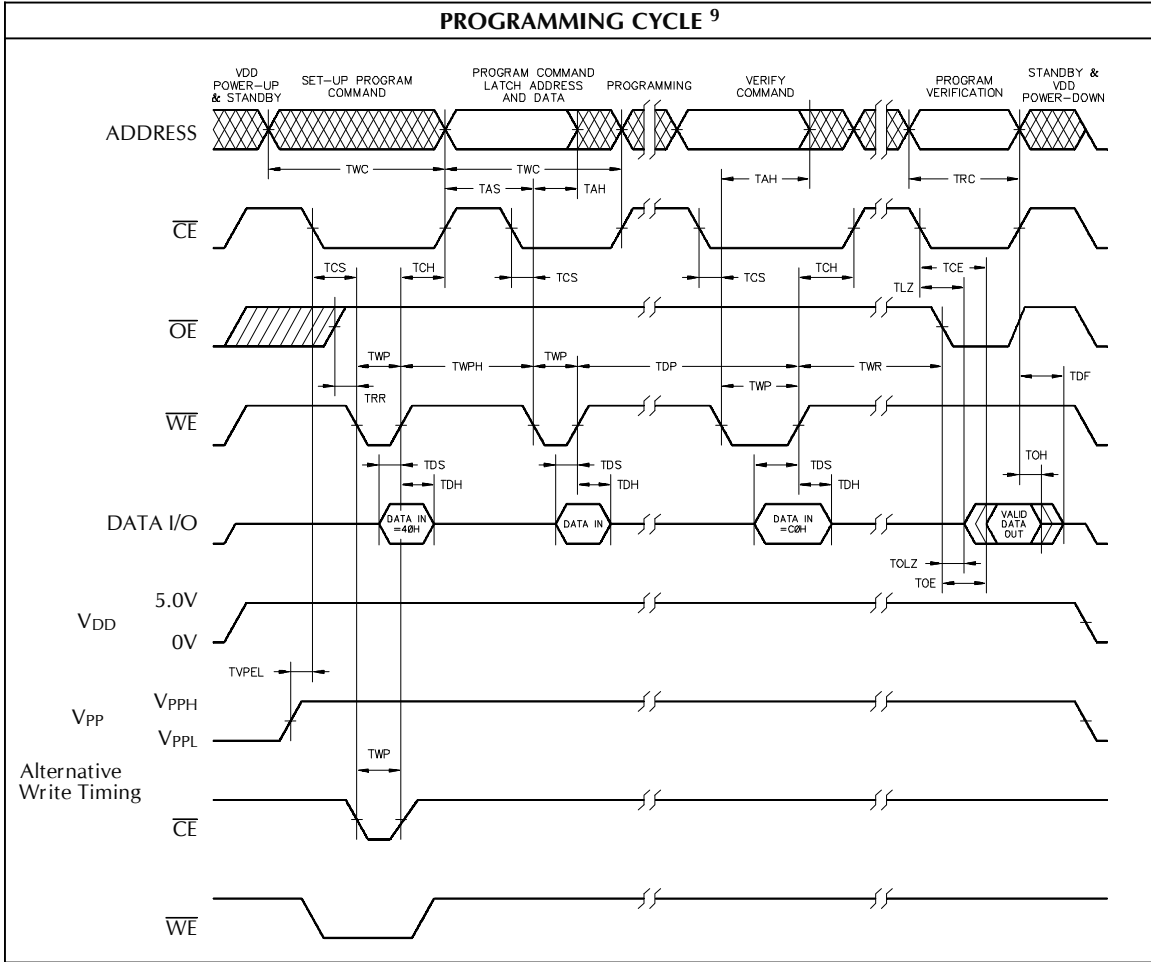 PROGRAMMING CYCLE 9
VDD
POWER-UP
& STANDBY
SET-UP PROGRAM
COMMAND
PROGRAM COMMAND
LATCH ADDRESS
AND DATA
PROGRAMMING
VERIFY
COMMAND
PROGRAM
VERIFICATION
STANDBY &
VDD
POWER-DOWN
ADDRESS
TWC
TWC
TAS
TAH
TAH
TRC
CE
TCS
TCH
TCS
TCS
TCH
TCE
TLZ
OE
TWP
TWPH
TWP
TDP
TWP
TWR
TDF
TRR
WE
TDS
TDH
TDS
TDH
TDS
TDH
TOH
DATA I/O
DATA IN
=40H
DATA IN
DATA IN
=C0H
VALID
DATA
OUT
TOLZ
TOE
VDD
5.0V
0V
TVPEL
VPP
VPPH
VPPL
TWP
Alternative
Write Timing
CE
WE